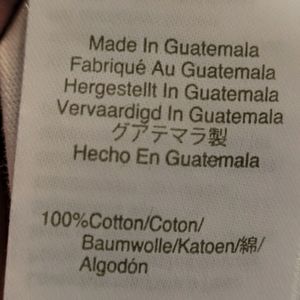 Made In Guatemala
Fabriqué Au Guatemala
Hergestellt In Guatemala
Vervaardigd In Guatemala
グアテマラ製
Hecho En Guatemala
100%Cotton/Coton/
Baumwolle/Katoen/綿/
Algodón